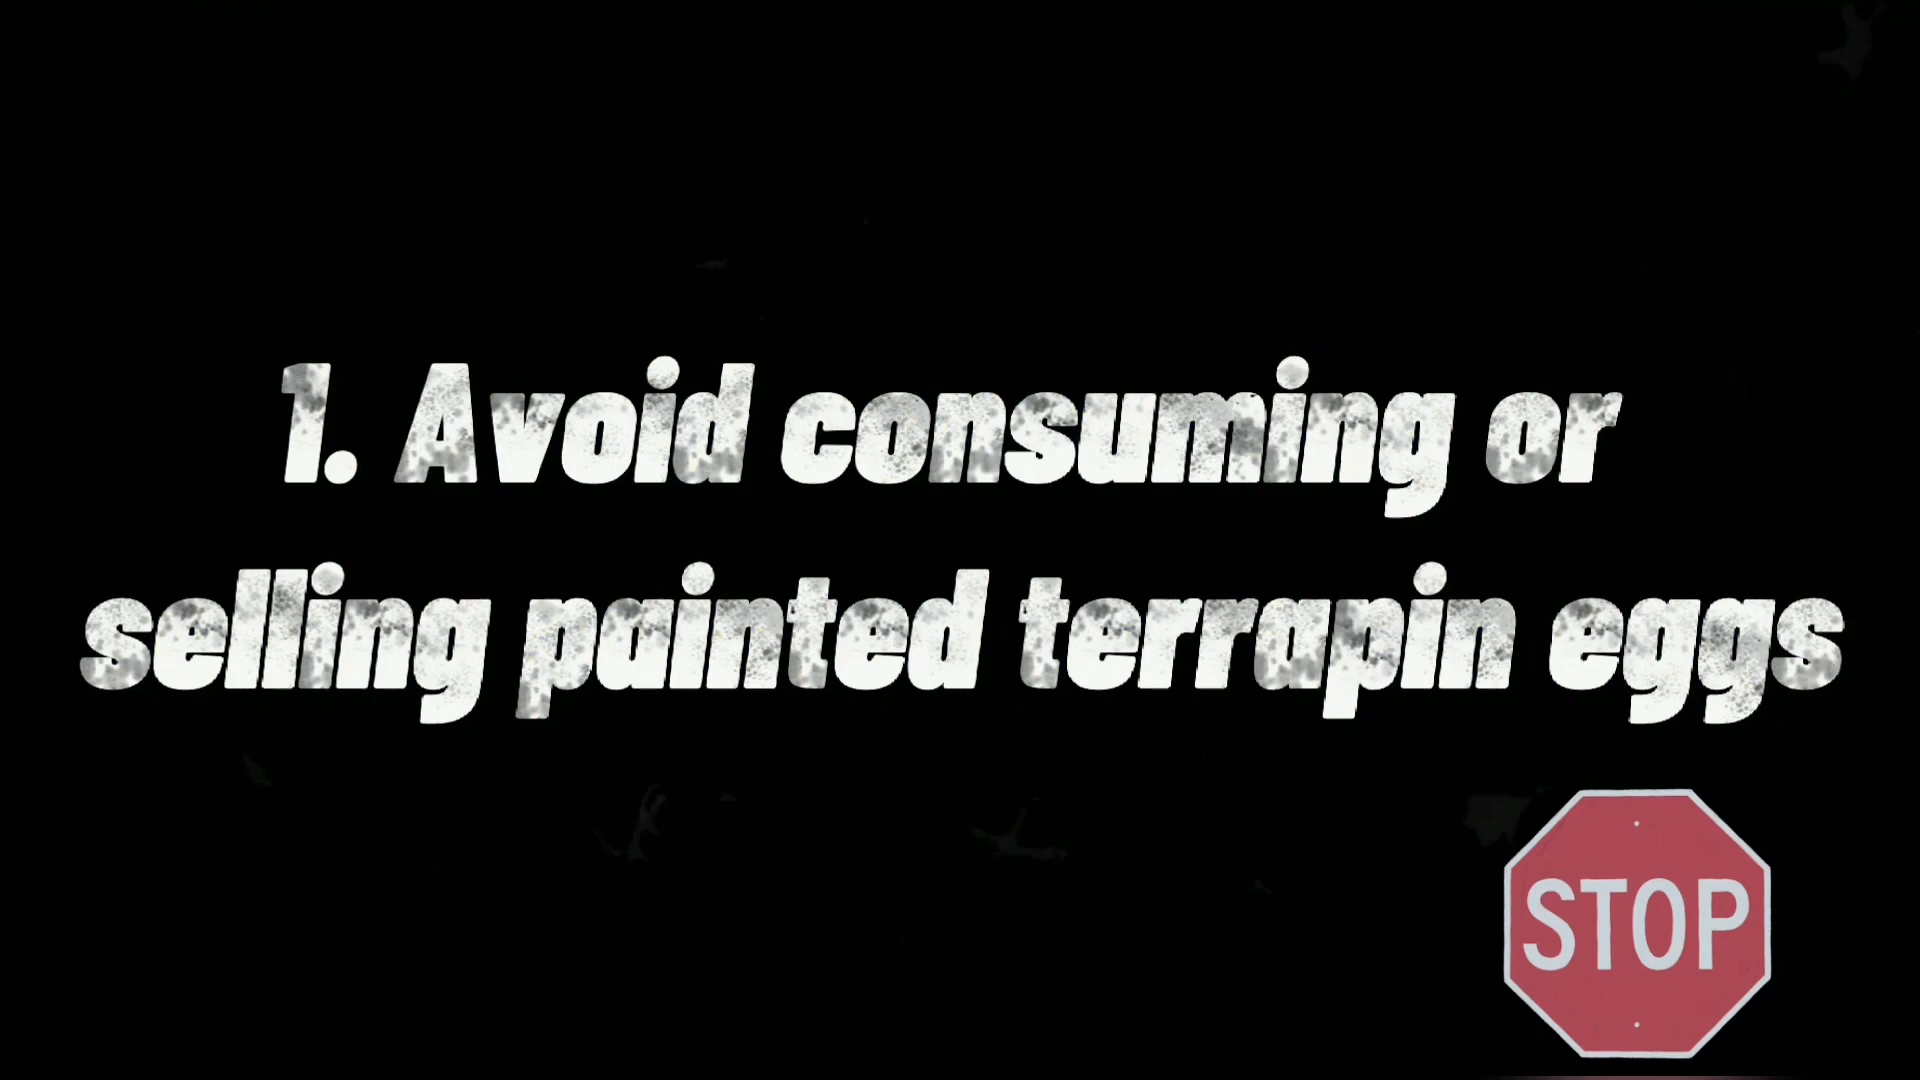 1. Avoid consuming or
selling painted terrapin eggs
STOP